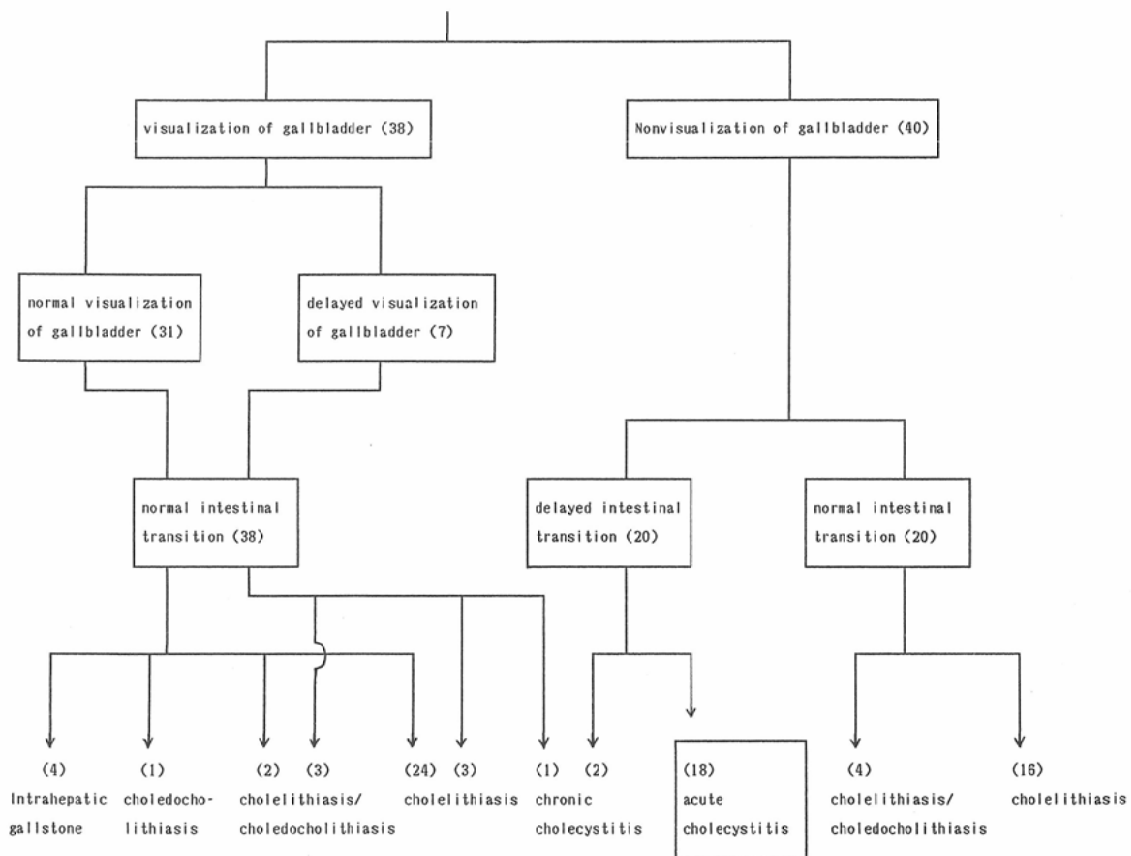 visualization of gallbladder (38)
Nonvisualization of gallbladder (40)
normal visualization
of gallbladder (31)
delayed visualization
of gallbladder (7)
normal intestinal
transition (38)
delayed intestinal
transition (20)
normal intestinal
transition (20)
(4)
Intrahepatic
gallstone
(1)
choledocho-
lithiasis
(2) (3)
cholelithiasis/
choledocholithiasis
(24) (3)
cholelithiasis
(1) (2)
chronic
cholecystitis
(18)
acute
cholecystitis
(4)
cholelithiasis/
choledocholithiasis
(16)
cholelithiasis